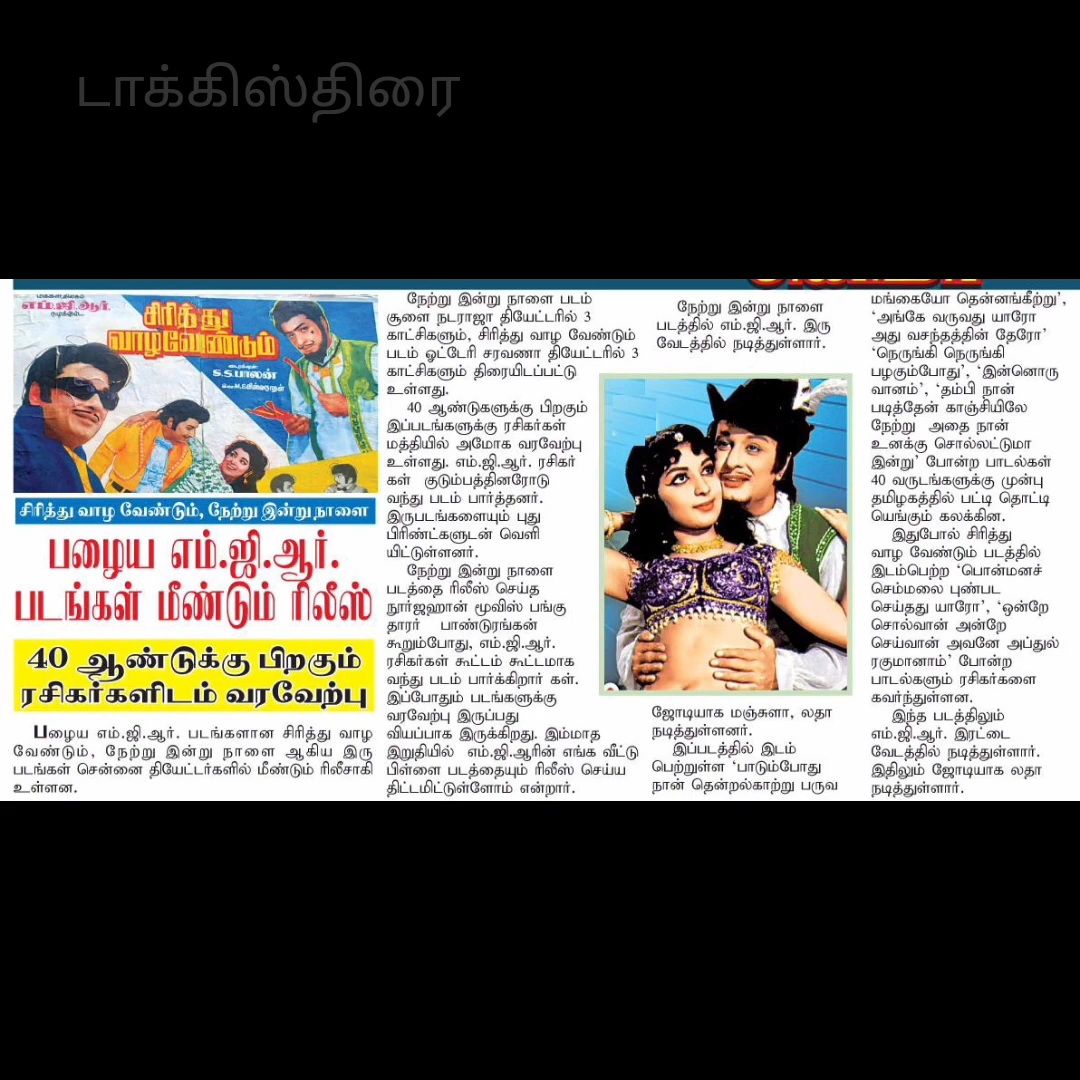 டாக்கிஸ்திரை
எம்.ஜி.ஆர்.
சிரித்து
வாழவேண்டும்
S.S.பாலன்
சிரித்து வாழ வேண்டும், நேற்று இன்று நாளை
பழைய எம்.ஜி.ஆர்.
படங்கள் மீண்டும் ரிலீஸ்
40 ஆண்டுக்கு பிறகும்
ரசிகர்களிடம் வரவேற்பு
பழைய எம்.ஜி.ஆர். படங்களான சிரித்து வாழ
வேண்டும், நேற்று இன்று நாளை ஆகிய இரு
படங்கள் சென்னை தியேட்டர்களில் மீண்டும் ரிலீசாகி
உள்ளன.
நேற்று இன்று நாளை படம்
சூளை நடராஜா தியேட்டரில் 3
காட்சிகளும், சிரித்து வாழ வேண்டும்
படம் ஓட்டேரி சரவணா தியேட்டரில் 3
காட்சிகளும் திரையிடப்பட்டு
உள்ளது.
40 ஆண்டுகளுக்கு பிறகும்
இப்படங்களுக்கு ரசிகர்கள்
மத்தியில் அமோக வரவேற்பு
உள்ளது. எம்.ஜி.ஆர். ரசிகர்
கள் குடும்பத்தினரோடு
வந்து படம் பார்த்தனர்.
இருபடங்களையும் புது
பிரிண்ட்களுடன் வெளி
யிட்டுள்ளனர்.
நேற்று இன்று நாளை
படத்தை ரிலீஸ் செய்த
நூர்ஜஹான் மூவிஸ் பங்கு
தாரர் பாண்டுரங்கன்
கூறும்போது, எம்.ஜி.ஆர்.
ரசிகர்கள் கூட்டம் கூட்டமாக
வந்து படம் பார்க்கிறார் கள்.
இப்போதும் படங்களுக்கு
வரவேற்பு இருப்பது
வியப்பாக இருக்கிறது. இம்மாத
இறுதியில் எம்.ஜி.ஆரின் எங்க வீட்டு
பிள்ளை படத்தையும் ரிலீஸ் செய்ய
திட்டமிட்டுள்ளோம் என்றார்.
நேற்று இன்று நாளை
படத்தில் எம்.ஜி.ஆர். இரு
வேடத்தில் நடித்துள்ளார்.
ஜோடியாக மஞ்சுளா, லதா
நடித்துள்ளனர்.
இப்படத்தில் இடம்
பெற்றுள்ள ‘பாடும்போது
நான் தென்றல்காற்று பருவ
மங்கையோ தென்னங்கீற்று’,
‘அங்கே வருவது யாரோ
அது வசந்தத்தின் தேரோ’
‘நெருங்கி நெருங்கி
பழகும்போது’, ‘இன்னொரு
வானம்’, ‘தம்பி நான்
படித்தேன் காஞ்சியிலே
நேற்று அதை நான்
உனக்கு சொல்லட்டுமா
இன்று’ போன்ற பாடல்கள்
40 வருடங்களுக்கு முன்பு
தமிழகத்தில் பட்டி தொட்டி
யெங்கும் கலக்கின.
இதுபோல் சிரித்து
வாழ வேண்டும் படத்தில்
இடம்பெற்ற ‘பொன்மனச்
செம்மலை புண்பட
செய்தது யாரோ’, ‘ஒன்றே
சொல்வான் அன்றே
செய்வான் அவனே அப்துல்
ரகுமானாம்’ போன்ற
பாடல்களும் ரசிகர்களை
கவர்ந்துள்ளன.
இந்த படத்திலும்
எம்.ஜி.ஆர். இரட்டை
வேடத்தில் நடித்துள்ளார்.
இதிலும் ஜோடியாக லதா
நடித்துள்ளார்.